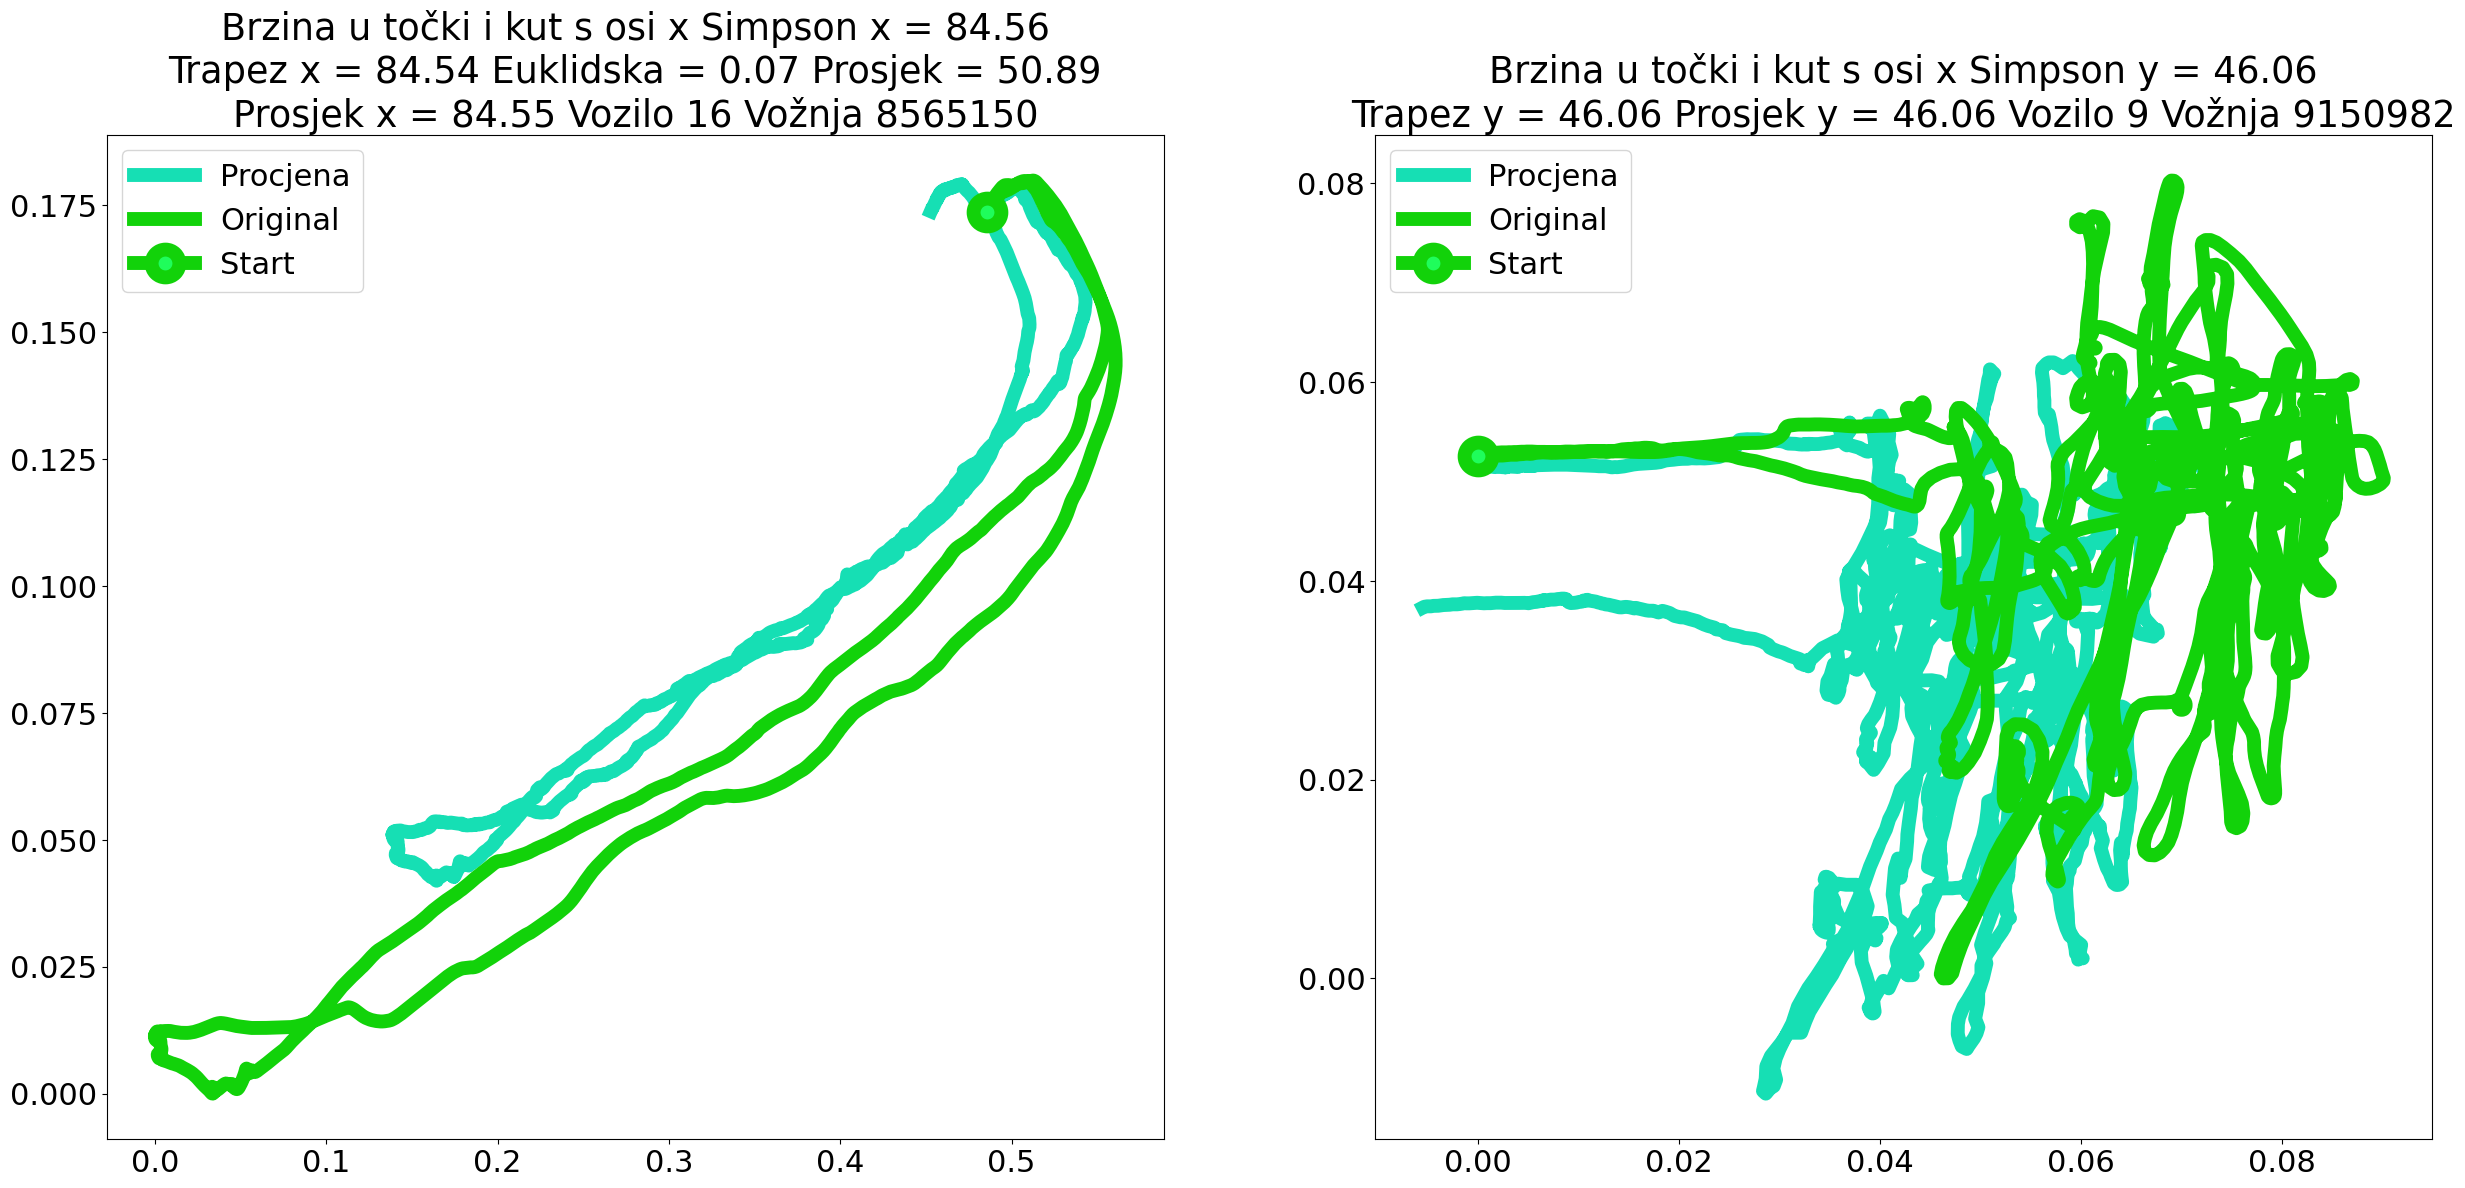 Brzina u točki i kut s osi x Simpson x = 84.56
Trapez x = 84.54 Euklidska = 0.07 Prosjek = 50.89
Prosjek x = 84.55 Vozilo 16 Vožnja 8565150
Procjena
Original
Start
0.175
0.150
0.125
0.100
0.075
0.050
0.025
0.000
0.0 0.1 0.2 0.3 0.4 0.5
Brzina u točki i kut s osi x Simpson y = 46.06
Trapez y = 46.06 Prosjek y = 46.06 Vozilo 9 Vožnja 9150982
Procjena
Original
Start
0.08
0.06
0.04
0.02
0.00
0.00 0.02 0.04 0.06 0.08